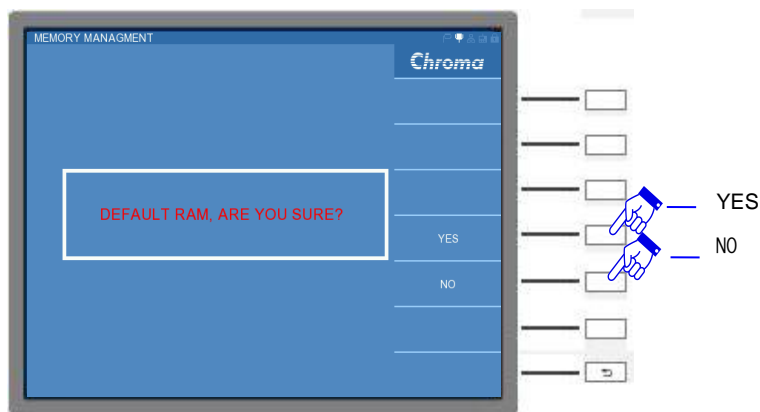 MEMORY MANAGMENT
Chroma
DEFAULT RAM, ARE YOU SURE?
YES
NO
YES
NO